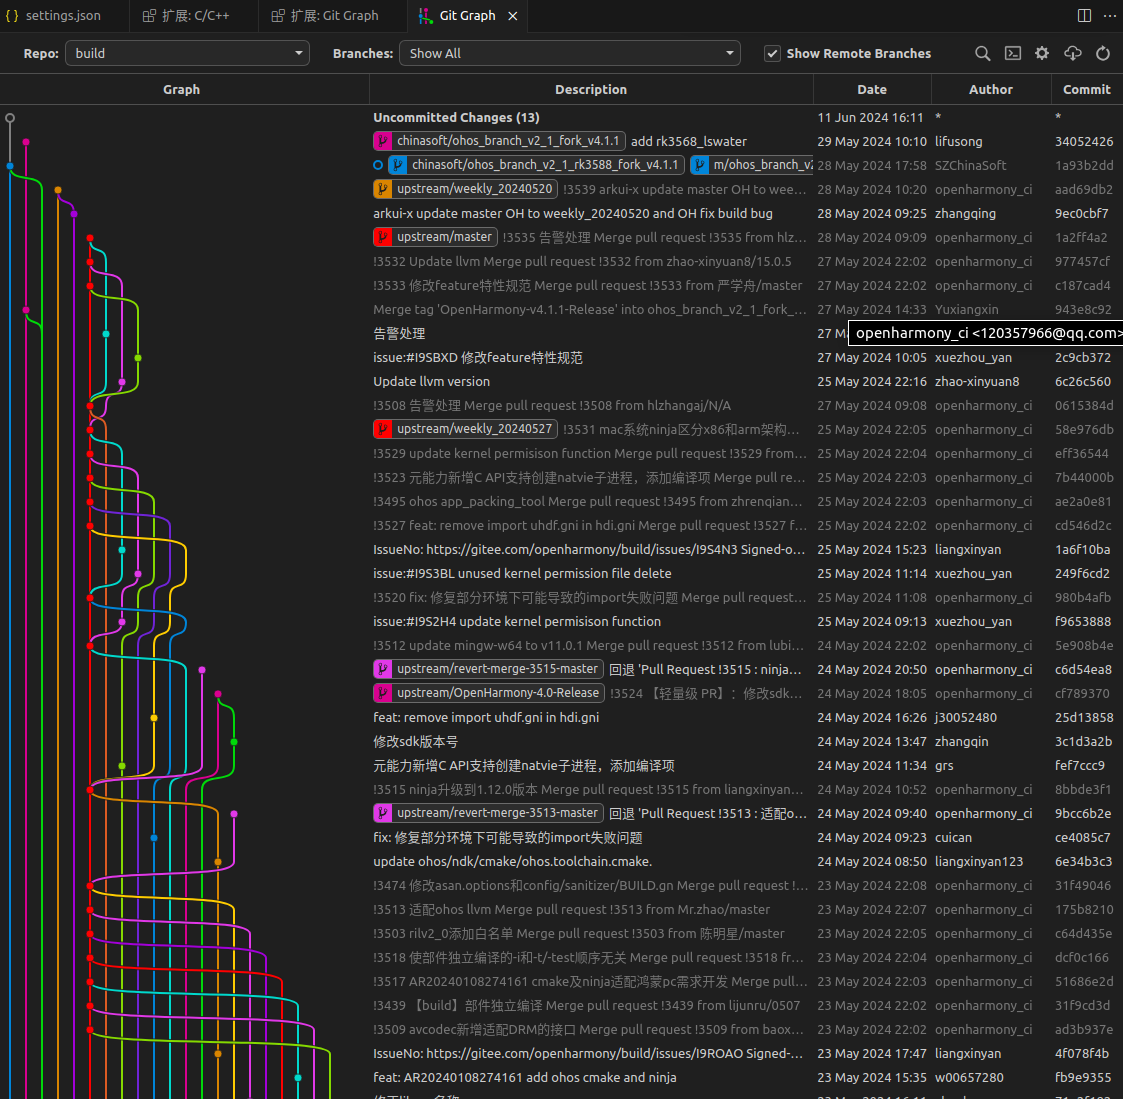 settings.json 扩展: C/C++ 扩展: Git Graph Git Graph
Repo: build Branches: Show All Show Remote Branches
Graph Description Date Author Commit
Uncommitted Changes (13) 11 Jun 2024 16:11 * *
chinasoft/ohos_branch_v2_1_fork_v4.1.1 add rk3568_lswater 29 May 2024 10:10 lifusong 34052426
chinasoft/ohos_branch_v2_1_rk3588_fork_v4.1.1 m/ohos_branch_v2 28 May 2024 17:58 SZChinaSoft 1a93b2dd
upstream/weekly_20240520 !3539 arkui-x update master OH to wee... 28 May 2024 10:20 openharmony_ci aad69db2
arkui-x update master OH to weekly_20240520 and OH fix build bug 28 May 2024 09:25 zhangqing 9ec0cbf7
upstream/master !3535 告警处理 Merge pull request !3535 from hlz... 28 May 2024 09:09 openharmony_ci 1a2ff4a2
!3532 Update llvm Merge pull request !3532 from zhao-xinyuan8/15.0.5 27 May 2024 22:02 openharmony_ci 977457cf
!3533 修改feature特性规范 Merge pull request !3533 from 严学舟/master 27 May 2024 22:02 openharmony_ci c187cad4
Merge tag 'OpenHarmony-v4.1.1-Release' into ohos_branch_v2_1_fork_... 27 May 2024 14:33 Yuxiangxin 943e8c92
告警处理 27 M openharmony_ci <120357966@qq.com>
issue:#I9SBXD 修改feature特性规范 27 May 2024 10:05 xuezhou_yan 2c9cb372
Update llvm version 25 May 2024 22:16 zhao-xinyuan8 6c26c560
!3508 告警处理 Merge pull request !3508 from hlzhangaj/N/A 27 May 2024 09:08 openharmony_ci 0615384d
upstream/weekly_20240527 !3531 mac系统ninja区分x86和arm架构... 25 May 2024 22:05 openharmony_ci 58e976db
!3529 update kernel permisison function Merge pull request !3529 from... 25 May 2024 22:04 openharmony_ci eff36544
!3523 元能力新增C API支持创建natvie子进程，添加编译项 Merge pull re... 25 May 2024 22:03 openharmony_ci 7b44000b
!3495 ohos app_packing_tool Merge pull request !3495 from zhrenqian... 25 May 2024 22:03 openharmony_ci ae2a0e81
!3527 feat: remove import uhdf.gni in hdi.gni Merge pull request !3527 f... 25 May 2024 22:02 openharmony_ci cd546d2c
IssueNo: https://gitee.com/openharmony/build/issues/I9S4N3 Signed-o... 25 May 2024 15:23 liangxinyan 1a6f10ba
issue:#I9S3BL unused kernel permission file delete 25 May 2024 11:14 xuezhou_yan 249f6cd2
!3520 fix: 修复部分环境下可能导致的import失败问题 Merge pull request... 25 May 2024 11:08 openharmony_ci 980b4afb
issue:#I9S2H4 update kernel permisison function 25 May 2024 09:13 xuezhou_yan f9653888
!3512 update mingw-w64 to v11.0.1 Merge pull request !3512 from lubi... 24 May 2024 22:02 openharmony_ci 5e908b4e
upstream/revert-merge-3515-master 回退 'Pull Request !3515 : ninja... 24 May 2024 20:50 openharmony_ci c6d54ea8
upstream/OpenHarmony-4.0-Release !3524 【轻量级 PR】：修改sdk... 24 May 2024 18:05 openharmony_ci cf789370
feat: remove import uhdf.gni in hdi.gni 24 May 2024 16:26 j30052480 25d13858
修改sdk版本号 24 May 2024 13:47 zhangqin 3c1d3a2b
元能力新增C API支持创建natvie子进程，添加编译项 24 May 2024 11:34 grs fef7ccc9
!3515 ninja升级到1.12.0版本 Merge pull request !3515 from liangxinyan... 24 May 2024 10:52 openharmony_ci 8bbde3f1
upstream/revert-merge-3513-master 回退 'Pull Request !3513 : 适配o... 24 May 2024 09:40 openharmony_ci 9bcc6b2e
fix: 修复部分环境下可能导致的import失败问题 24 May 2024 09:23 cuican ce4085c7
update ohos/ndk/cmake/ohos.toolchain.cmake. 24 May 2024 08:50 liangxinyan123 6e34b3c3
!3474 修改asan.options和config/sanitizer/BUILD.gn Merge pull request !... 23 May 2024 22:08 openharmony_ci 31f49046
!3513 适配ohos llvm Merge pull request !3513 from Mr.zhao/master 23 May 2024 22:07 openharmony_ci 175b8210
!3503 rilv2_0添加白名单 Merge pull request !3503 from 陈明星/master 23 May 2024 22:05 openharmony_ci c64d435e
!3518 使部件独立编译的-i和-t/-test顺序无关 Merge pull request !3518 fr... 23 May 2024 22:04 openharmony_ci dcf0c166
!3517 AR20240108274161 cmake及ninja适配鸿蒙pc需求开发 Merge pull... 23 May 2024 22:03 openharmony_ci 51686e2d
!3439 【build】部件独立编译 Merge pull request !3439 from lijunru/0507 23 May 2024 22:02 openharmony_ci 31f9cd3d
!3509 avcodec新增适配DRM的接口 Merge pull request !3509 from baox... 23 May 2024 22:02 openharmony_ci ad3b937e
IssueNo: https://gitee.com/openharmony/build/issues/I9ROAO Signed-... 23 May 2024 17:47 liangxinyan 4f078f4b
feat: AR20240108274161 add ohos cmake and ninja 23 May 2024 15:35 w00657280 fb9e9355